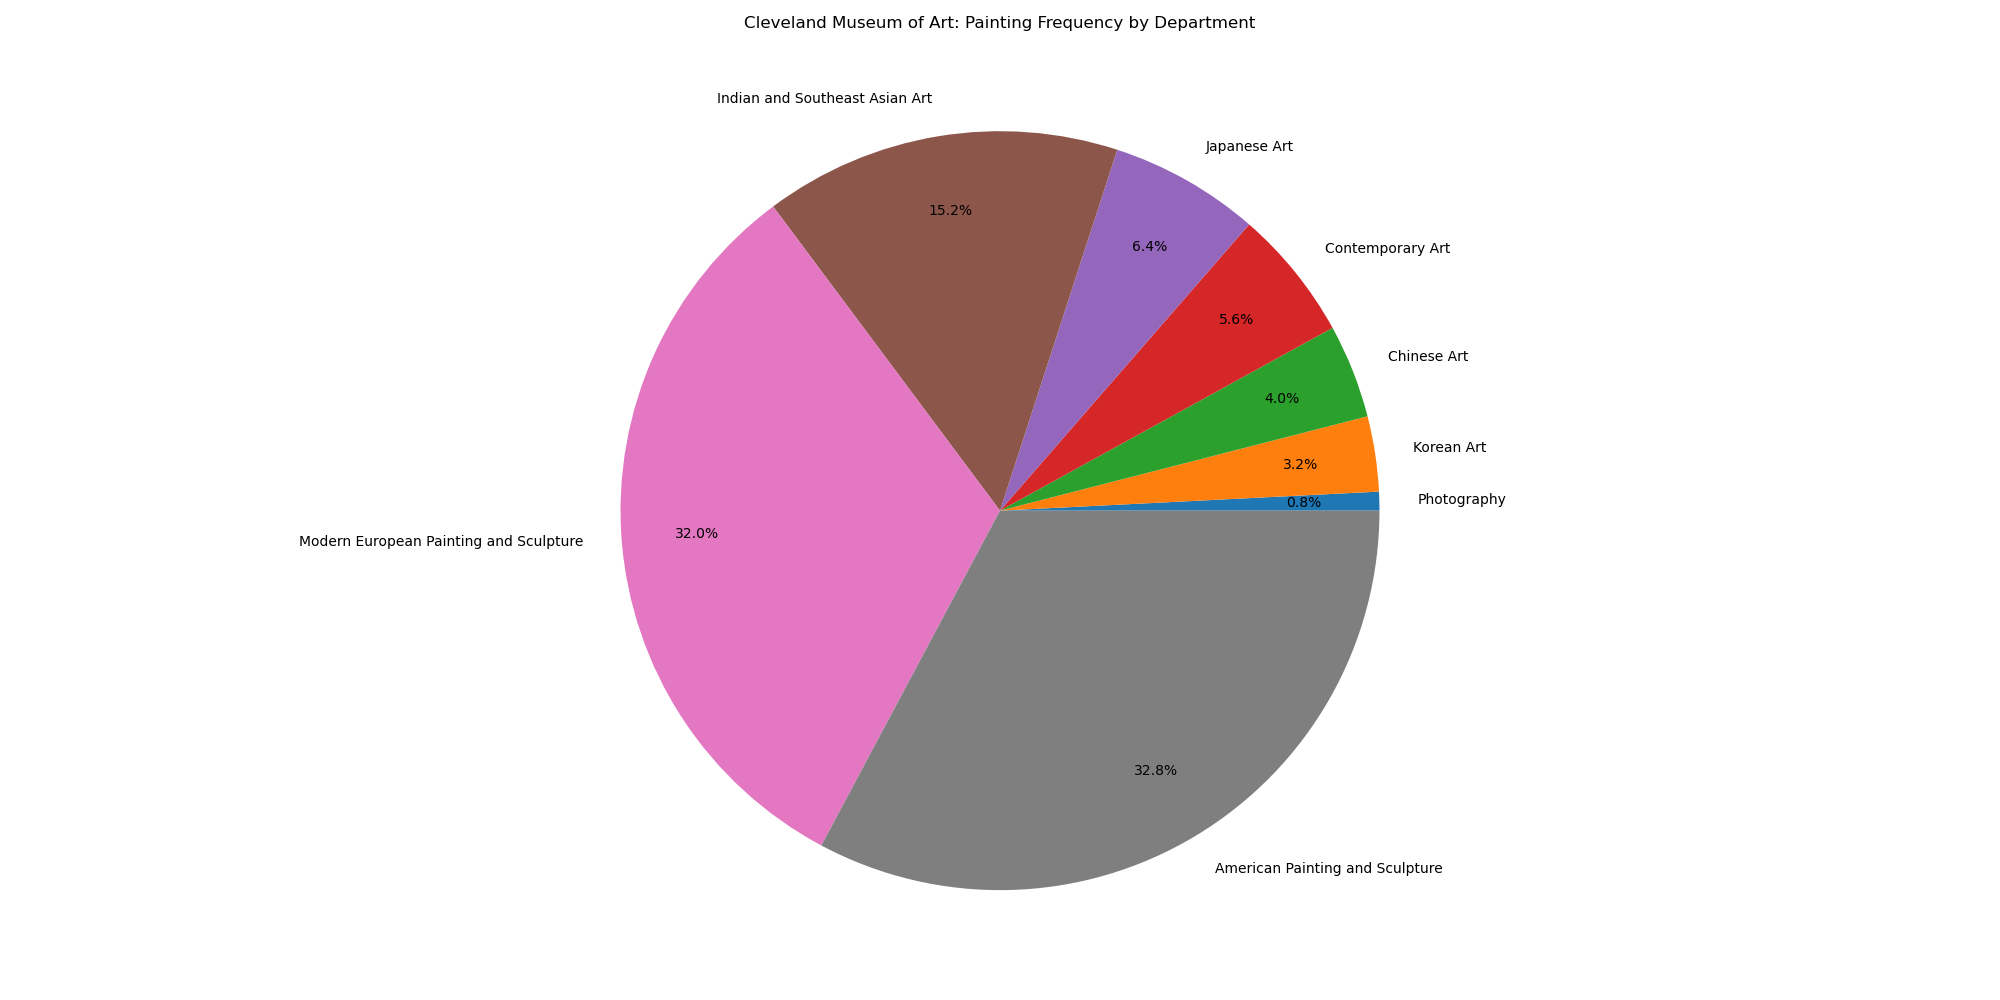 Cleveland Museum of Art: Painting Frequency by Department
Indian and Southeast Asian Art
Japanese Art
15.2%
6.4%
Contemporary Art
5.6%
Chinese Art
4.0%
Korean Art
3.2%
Photography
0.8%
Modern European Painting and Sculpture
32.0%
32.8%
American Painting and Sculpture